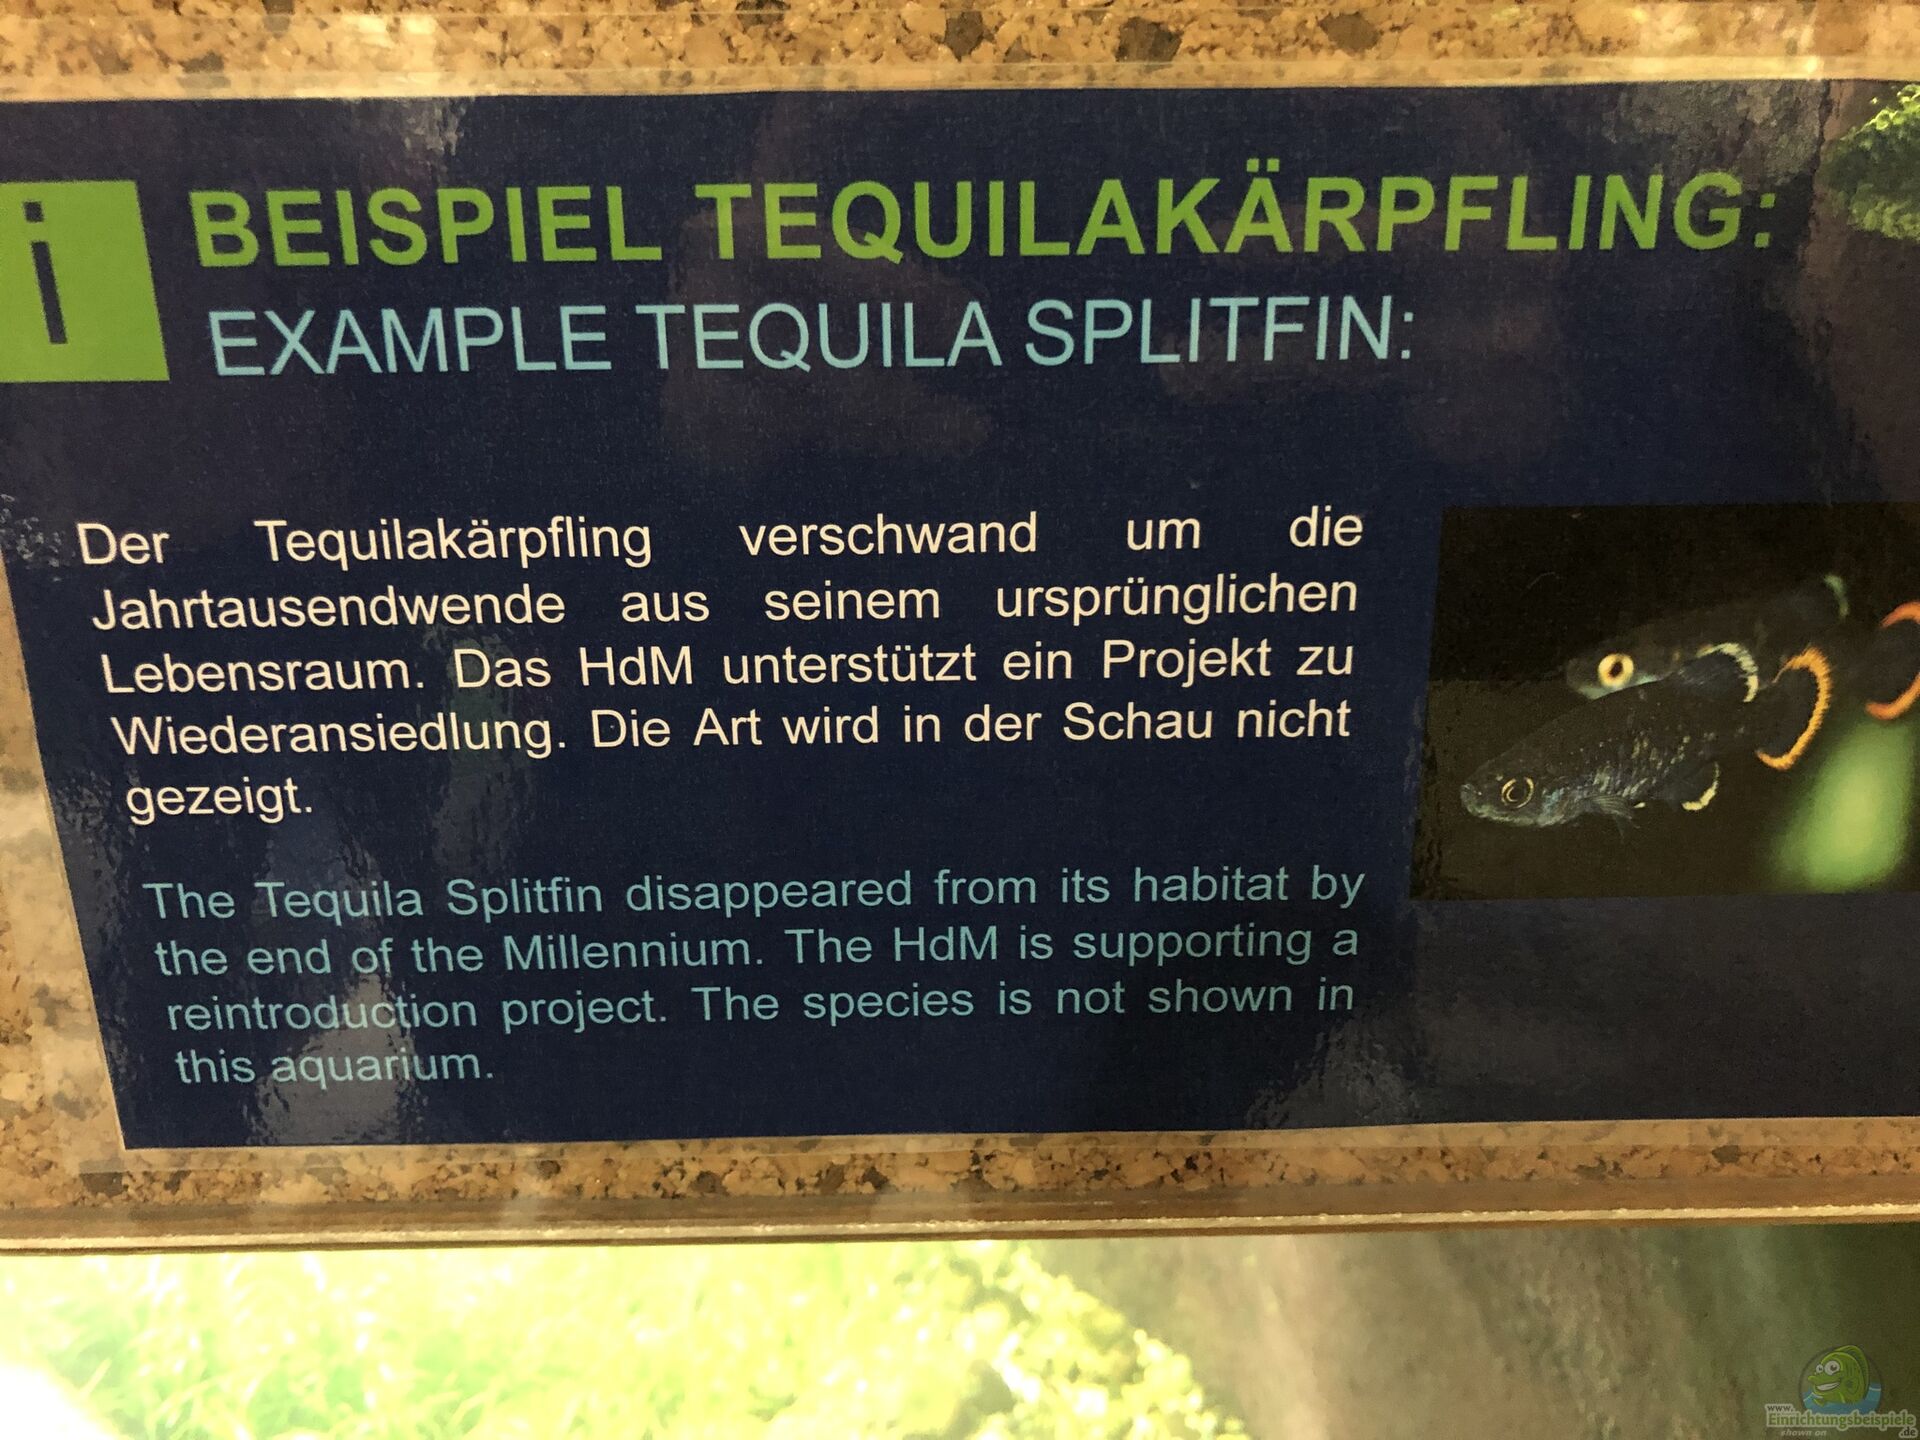 i
BEISPIEL TEQUILAKÄRPFLING:
EXAMPLE TEQUILA SPLITFIN:
Der Tequilakärpfling verschwand um die
Jahrtausendwende aus seinem ursprünglichen
Lebensraum. Das HdM unterstützt ein Projekt zu
Wiederansiedlung. Die Art wird in der Schau nicht
gezeigt.
The Tequila Splitfin disappeared from its habitat by
the end of the Millennium. The HdM is supporting a
reintroduction project. The species is not shown in
this aquarium.
www.
Einrichtungsbeispiele
.de
shown on